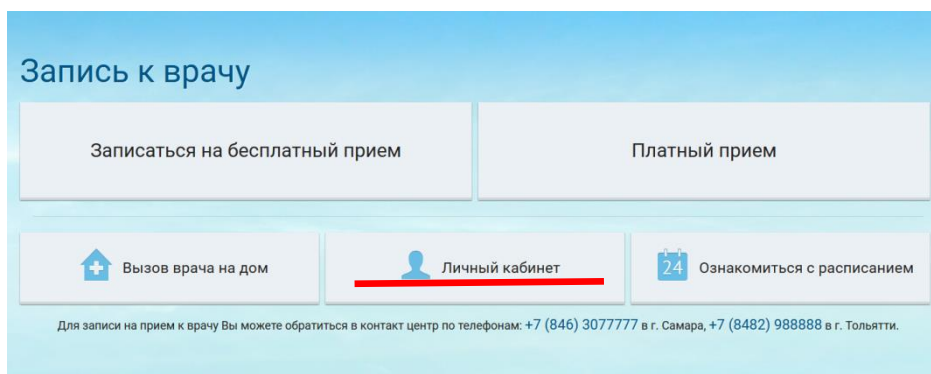 Запись к врачу
Записаться на бесплатный прием
Платный прием
Вызов врача на дом
Личный кабинет
24 Ознакомиться с расписанием
Для записи на прием к врачу Вы можете обратиться в контакт центр по телефонам: +7 (846) 3077777 в г. Самара, +7 (8482) 988888 в г. Тольятти.